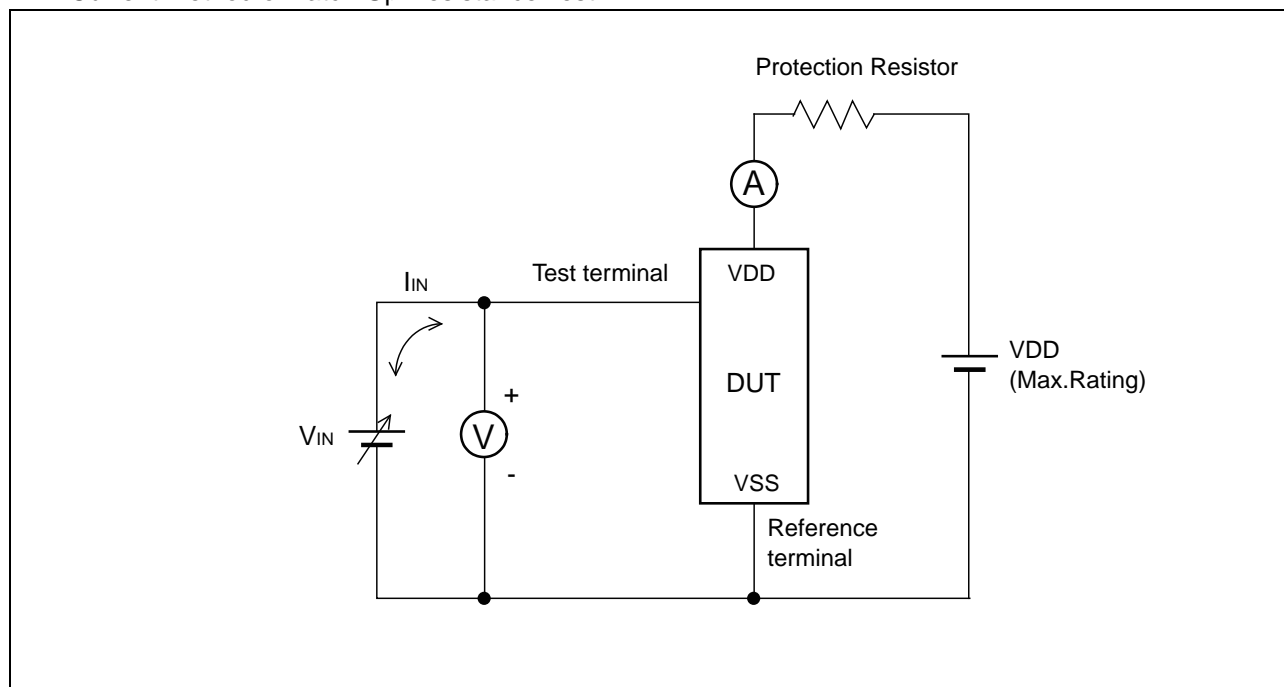 Protection Resistor
A
Test terminal
VDD
IIN
DUT
VDD
(Max.Rating)
+
VIN
V
-
VSS
Reference
terminal